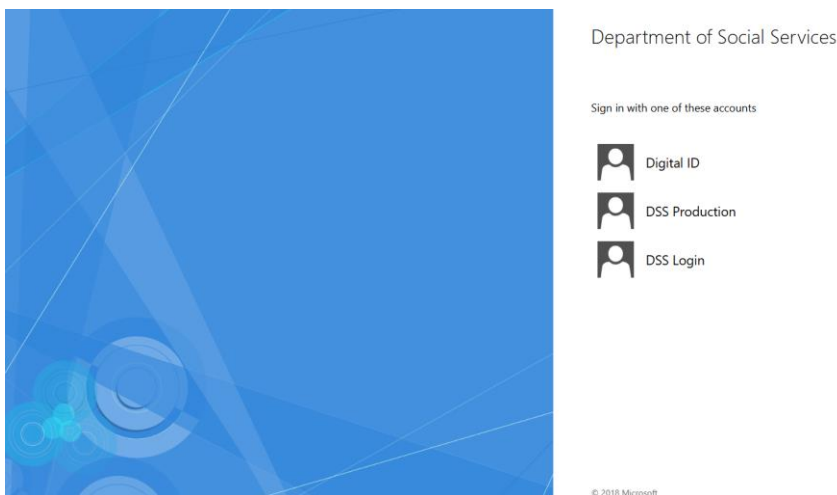 Department of Social Services
Sign in with one of these accounts
Digital ID
DSS Production
DSS Login
© 2018 Microsoft